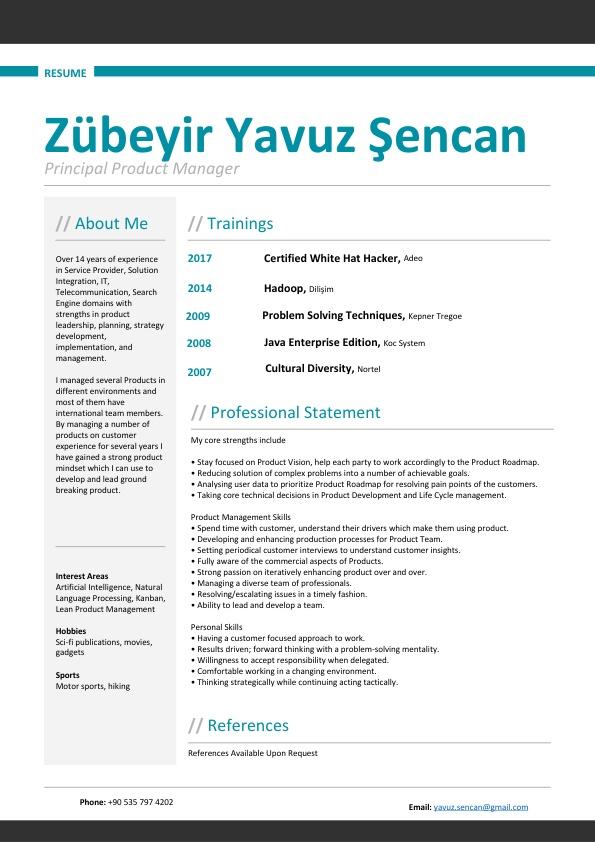 RESUME
Zübeyir Yavuz Şencan
Principal Product Manager
// About Me
Over 14 years of experience
in Service Provider, Solution
Integration, IT,
Telecommunication, Search
Engine domains with
strengths in product
leadership, planning, strategy
development,
implementation, and
management.
I managed several Products in
different environments and
most of them have
international team members.
By managing a number of
products on customer
experience for several years I
have gained a strong product
mindset which I can use to
develop and lead ground
breaking product.
Interest Areas
Artificial Intelligence, Natural
Language Processing, Kanban,
Lean Product Management
Hobbies
Sci-fi publications, movies,
gadgets
Sports
Motor sports, hiking
// Trainings
2017 Certified White Hat Hacker, Adeo
2014 Hadoop, Dilişim
2009 Problem Solving Techniques, Kepner Tregoe
2008 Java Enterprise Edition, Koc System
2007 Cultural Diversity, Nortel
// Professional Statement
My core strengths include
• Stay focused on Product Vision, help each party to work accordingly to the Product Roadmap.
• Reducing solution of complex problems into a number of achievable goals.
• Analysing user data to prioritize Product Roadmap for resolving pain points of the customers.
• Taking core technical decisions in Product Development and Life Cycle management.
Product Management Skills
• Spend time with customer, understand their drivers which make them using product.
• Developing and enhancing production processes for Product Team.
• Setting periodical customer interviews to understand customer insights.
• Fully aware of the commercial aspects of Products.
• Strong passion on iteratively enhancing product over and over.
• Managing a diverse team of professionals.
• Resolving/escalating issues in a timely fashion.
• Ability to lead and develop a team.
Personal Skills
• Having a customer focused approach to work.
• Results driven; forward thinking with a problem-solving mentality.
• Willingness to accept responsibility when delegated.
• Comfortable working in a changing environment.
• Thinking strategically while continuing acting tactically.
// References
References Available Upon Request
Phone: +90 535 797 4202
Email: yavuz.sencan@gmail.com